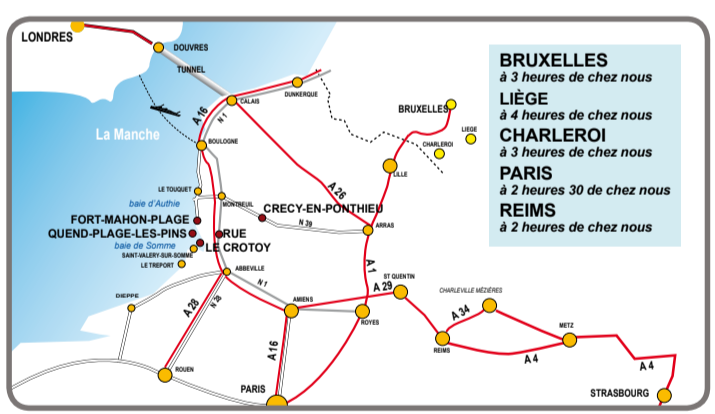 LONDRES
DOUVRES
TUNNEL
BRUXELLES
à 3 heures de chez nous
LIÈGE
à 4 heures de chez nous
CHARLEROI
à 3 heures de chez nous
PARIS
à 2 heures 30 de chez nous
REIMS
à 2 heures de chez nous
DUNKERQUE
CALAIS
A 16
N 1
BRUXELLES
La Manche
LIEGE
BOULOGNE
CHARLEROI
LILLE
A 26
LE TOUQUET
baie d'Authie
MONTREUIL
CRECY-EN-PONTHIEU
FORT-MAHON-PLAGE
N 39
ARRAS
QUEND-PLAGE-LES-PINS
RUE
baie de Somme
LE CROTOY
SAINT-VALERY-SUR-SOMME
LE TREPORT
ABBEVILLE
A 1
ST QUENTIN
N 1
A 29
CHARLEVILLE MÉZIÈRES
DIEPPE
A 28
N 28
AMIENS
ROYES
A 34
METZ
REIMS
A 16
A 4
A 4
ROUEN
PARIS
STRASBOURG